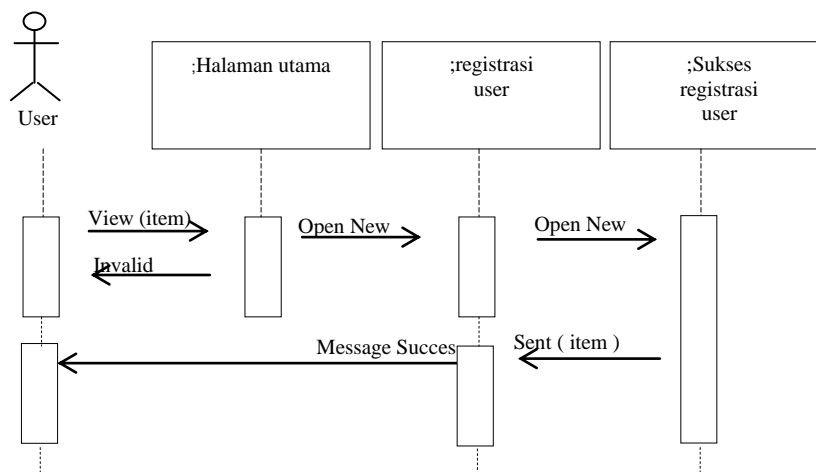 ;Halaman utama
;registrasi
user
;Sukses
registrasi
user
User
View (item)
Open New
Open New
Invalid
Message Succes
Sent ( item )